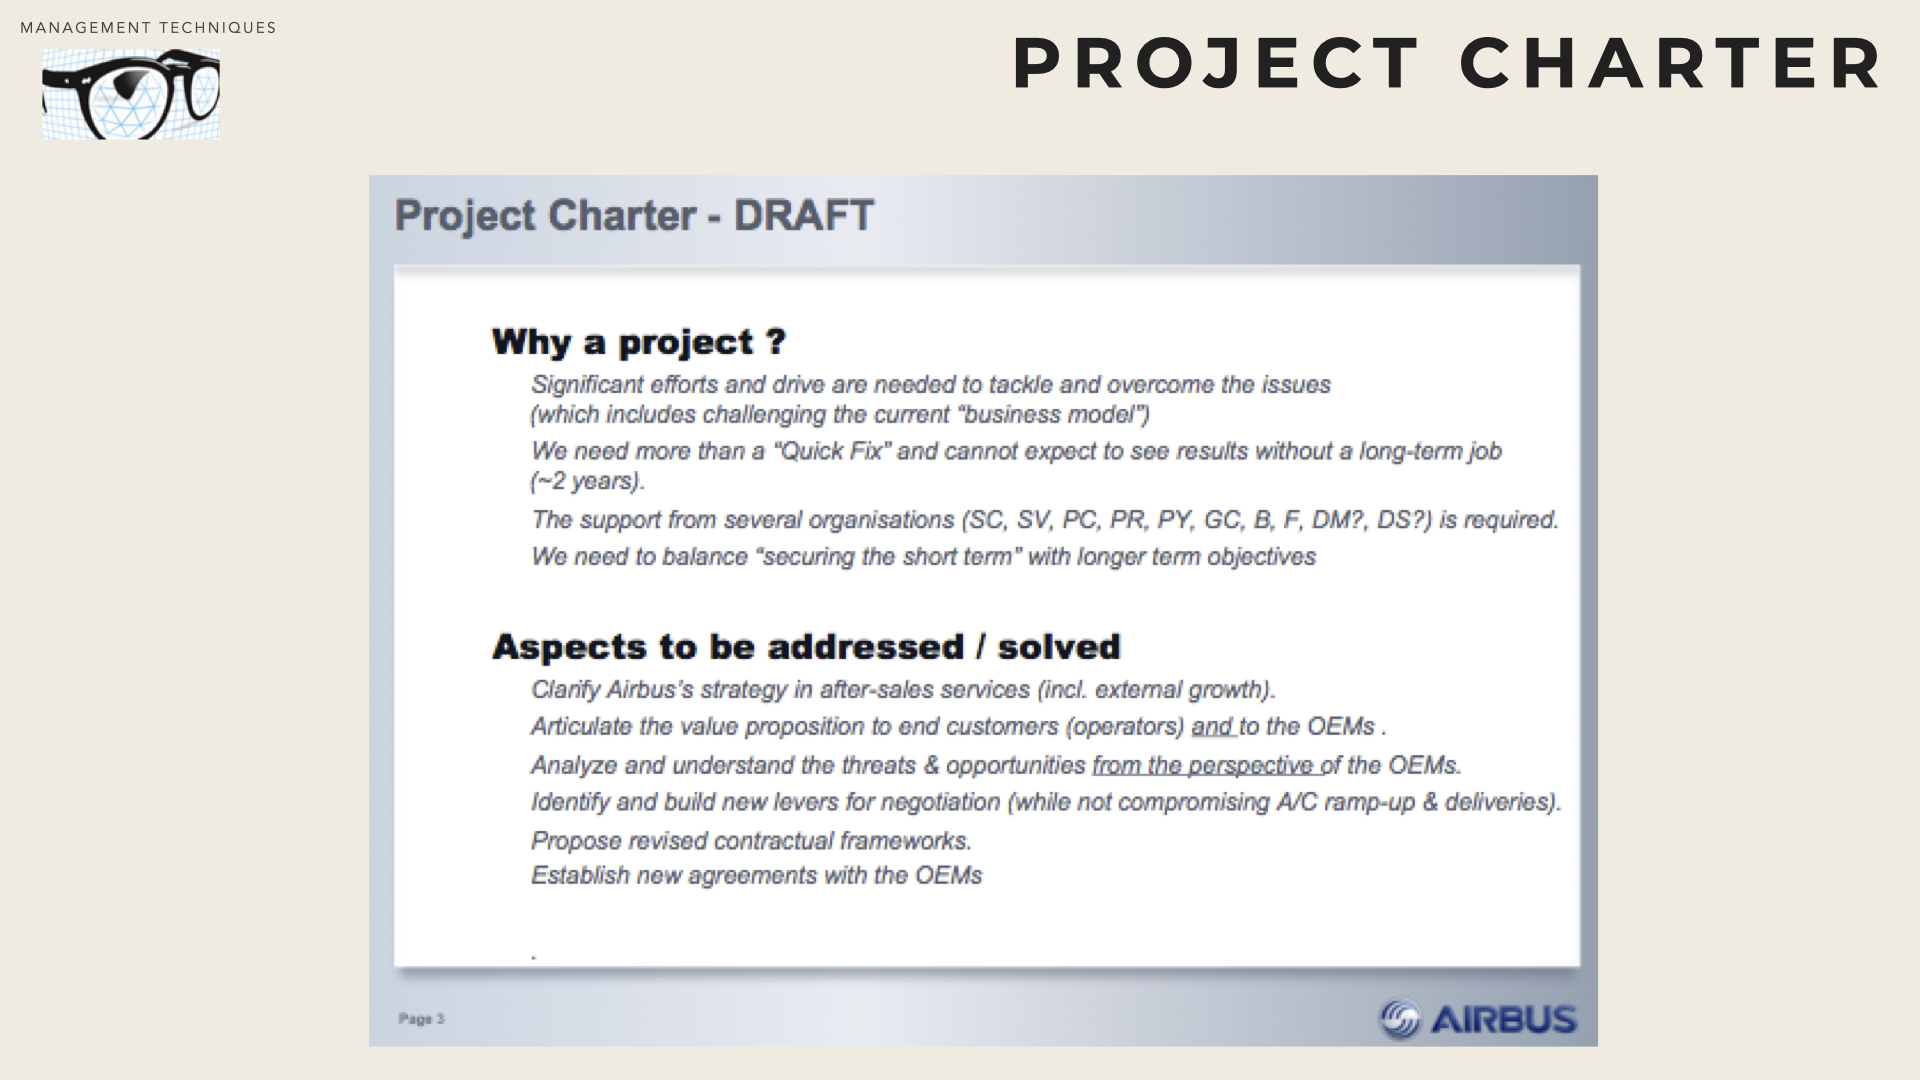 MANAGEMENT TECHNIQUES
PROJECT CHARTER
Project Charter - DRAFT
Why a project ?
Significant efforts and drive are needed to tackle and overcome the issues
(which includes challenging the current “business model”)
We need more than a “Quick Fix” and cannot expect to see results without a long-term job
(~2 years).
The support from several organisations (SC, SV, PC, PR, PY, GC, B, F, DM?, DS?) is required.
We need to balance “securing the short term” with longer term objectives
Aspects to be addressed / solved
Clarify Airbus’s strategy in after-sales services (incl. external growth).
Articulate the value proposition to end customers (operators) and to the OEMs .
Analyze and understand the threats & opportunities from the perspective of the OEMs.
Identify and build new levers for negotiation (while not compromising A/C ramp-up & deliveries).
Propose revised contractual frameworks.
Establish new agreements with the OEMs
.
Page 3
AIRBUS